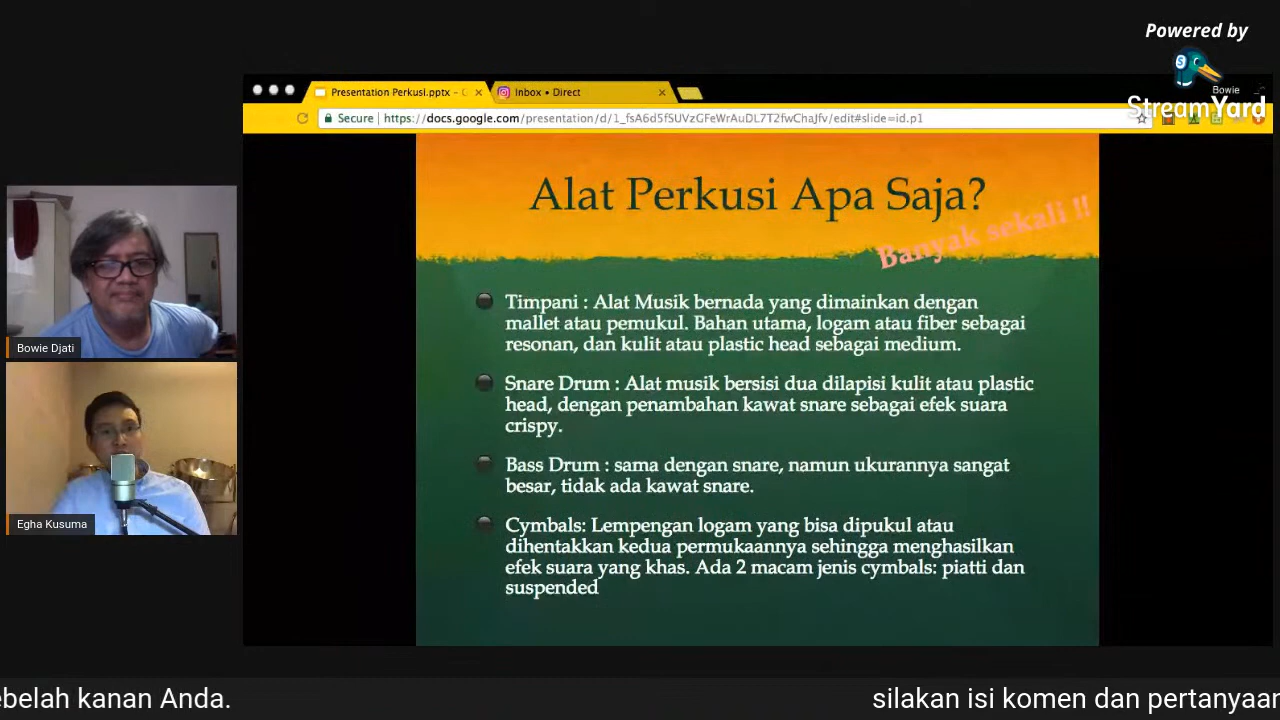 Powered by
Bowie
StreamYard
Presentation Perkusi.pptx - G
Inbox • Direct
Secure | https://docs.google.com/presentation/d/1_fsA6d5fSUVzGFeWrAuDL7T2fwChaJfv/edit#slide=id.p1
Alat Perkusi Apa Saja?
Banyak sekali !!
Timpani : Alat Musik bernada yang dimainkan dengan
mallet atau pemukul. Bahan utama, logam atau fiber sebagai
resonan, dan kulit atau plastic head sebagai medium.
Snare Drum : Alat musik bersisi dua dilapisi kulit atau plastic
head, dengan penambahan kawat snare sebagai efek suara
crispy.
Bass Drum : sama dengan snare, namun ukurannya sangat
besar, tidak ada kawat snare.
Cymbals: Lempengan logam yang bisa dipukul atau
dihentakkan kedua permukaannya sehingga menghasilkan
efek suara yang khas. Ada 2 macam jenis cymbals: piatti dan
suspended
Bowie Djati
Egha Kusuma
ebelah kanan Anda. silakan isi komen dan pertanyaan